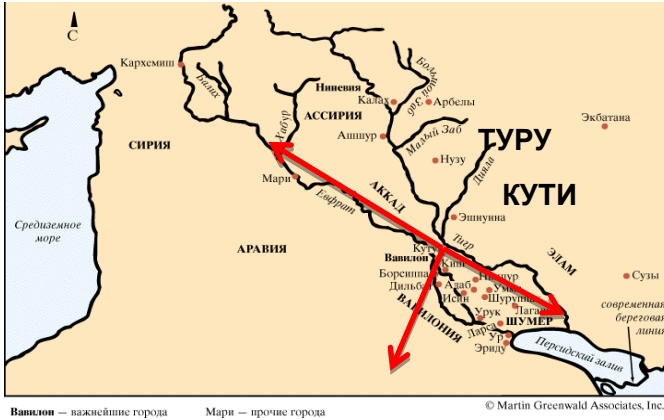 С
Кархемиш
Балих
Большой Заб
Ниневия
Калах
Арбелы
АССИРИЯ
Хабур
Экбатана
СИРИЯ
Ашшур
Малый Заб
ТУРУ
Нузу
Дияла
Мари
АККАД
КУТИ
Евфрат
Эшнунна
Средиземное
море
АРАВИЯ
Тигр
ЭЛАМ
Вавилон
Киш
Борсиппа
Дильбат
Адаб
Сузы
Исин
Шуруппак
ВАВИЛОНИЯ
Урук
Лагаш
современная
береговая
линия
Ларса
ШУМЕР
Ур
Эриду
Персидский залив
Вавилон — важнейшие города
Мари — прочие города
© Martin Greenwald Associates, Inc.